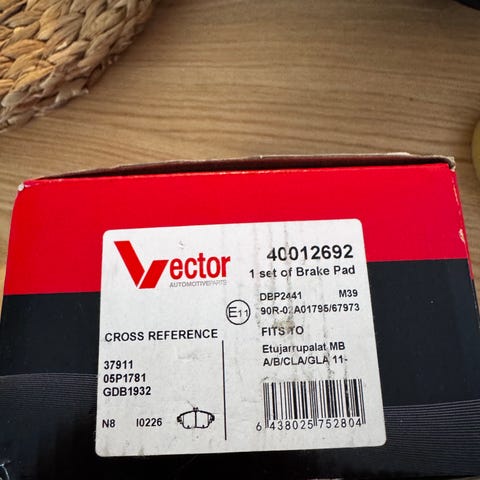 Vector
AUTOMOTIVEPARTS
40012692
1 set of Brake Pad
DBP2441 M39
E11 90R-02A01795/67973
CROSS REFERENCE
FITS TO
37911
05P1781
GDB1932
Etujarrupalat MB
A/B/CLA/GLA 11-
N8 I0226
6 438025 752804